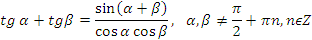 tg α + tgβ = sin(α + β) / cos α cos β, α, β ≠ π/2 + πn, nϵZ